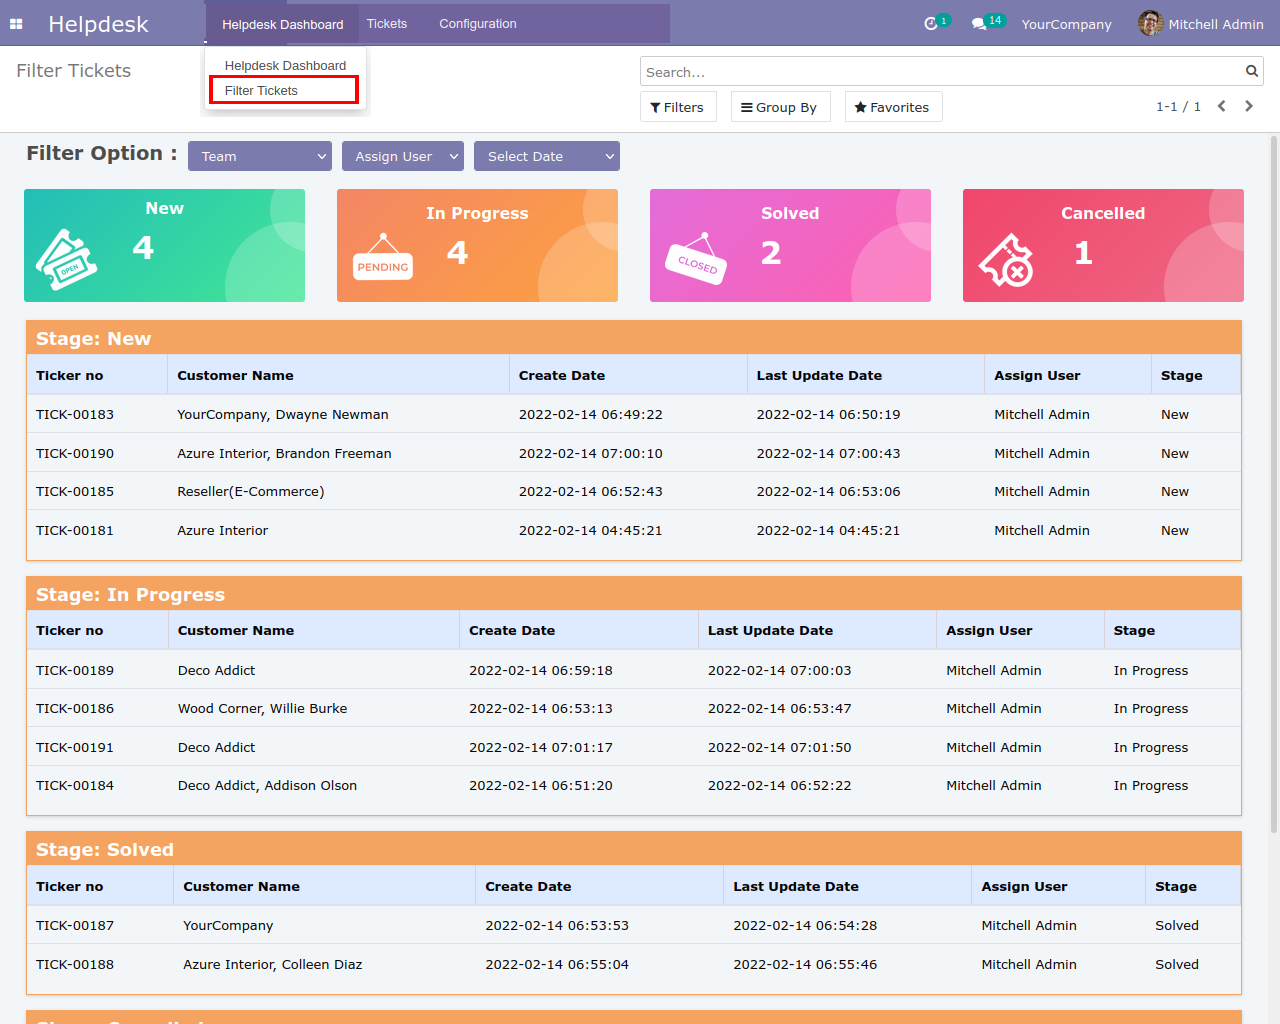 Helpdesk
Helpdesk Dashboard Tickets Configuration
1 14 YourCompany Mitchell Admin
Filter Tickets
Helpdesk Dashboard
Filter Tickets
Search...
Filters Group By Favorites 1-1 / 1
Filter Option : Team Assign User Select Date
New
4
OPEN
In Progress
4
PENDING
Solved
2
CLOSED
Cancelled
1
Stage: New
Ticker no Customer Name Create Date Last Update Date Assign User Stage
TICK-00183 YourCompany, Dwayne Newman 2022-02-14 06:49:22 2022-02-14 06:50:19 Mitchell Admin New
TICK-00190 Azure Interior, Brandon Freeman 2022-02-14 07:00:10 2022-02-14 07:00:43 Mitchell Admin New
TICK-00185 Reseller(E-Commerce) 2022-02-14 06:52:43 2022-02-14 06:53:06 Mitchell Admin New
TICK-00181 Azure Interior 2022-02-14 04:45:21 2022-02-14 04:45:21 Mitchell Admin New
Stage: In Progress
Ticker no Customer Name Create Date Last Update Date Assign User Stage
TICK-00189 Deco Addict 2022-02-14 06:59:18 2022-02-14 07:00:03 Mitchell Admin In Progress
TICK-00186 Wood Corner, Willie Burke 2022-02-14 06:53:13 2022-02-14 06:53:47 Mitchell Admin In Progress
TICK-00191 Deco Addict 2022-02-14 07:01:17 2022-02-14 07:01:50 Mitchell Admin In Progress
TICK-00184 Deco Addict, Addison Olson 2022-02-14 06:51:20 2022-02-14 06:52:22 Mitchell Admin In Progress
Stage: Solved
Ticker no Customer Name Create Date Last Update Date Assign User Stage
TICK-00187 YourCompany 2022-02-14 06:53:53 2022-02-14 06:54:28 Mitchell Admin Solved
TICK-00188 Azure Interior, Colleen Diaz 2022-02-14 06:55:04 2022-02-14 06:55:46 Mitchell Admin Solved